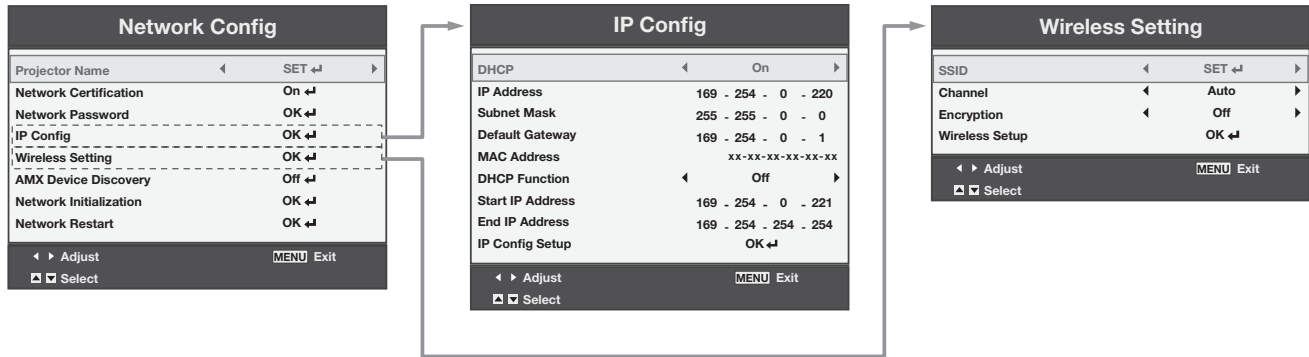 Network Config
Projector Name SET
Network Certification On
Network Password OK
IP Config OK
Wireless Setting OK
AMX Device Discovery Off
Network Initialization OK
Network Restart OK
Adjust MENU Exit
Select
IP Config
DHCP On
IP Address 169 - 254 - 0 - 220
Subnet Mask 255 - 255 - 0 - 0
Default Gateway 169 - 254 - 0 - 1
MAC Address xx-xx-xx-xx-xx-xx
DHCP Function Off
Start IP Address 169 - 254 - 0 - 221
End IP Address 169 - 254 - 254 - 254
IP Config Setup OK
Adjust MENU Exit
Select
Wireless Setting
SSID SET
Channel Auto
Encryption Off
Wireless Setup OK
Adjust MENU Exit
Select